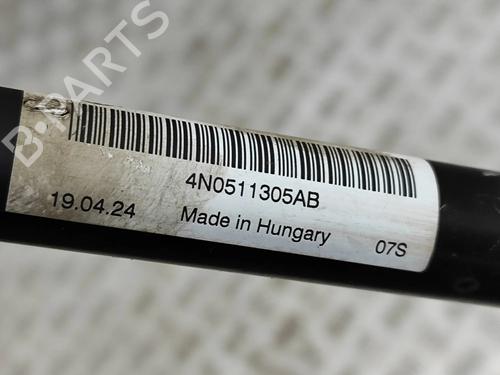 B-PARTS
4N0511305AB
19.04.24 Made in Hungary 07S